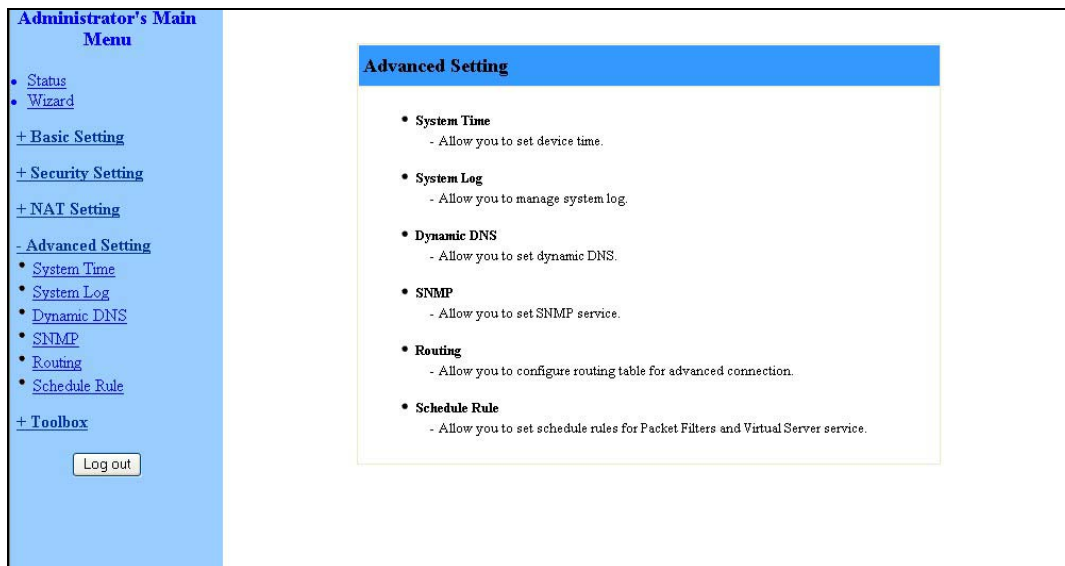 Administrator's Main
Menu
Status
Wizard
+ Basic Setting
+ Security Setting
+ NAT Setting
- Advanced Setting
System Time
System Log
Dynamic DNS
SNMP
Routing
Schedule Rule
+ Toolbox
Log out
Advanced Setting
System Time
- Allow you to set device time.
System Log
- Allow you to manage system log.
Dynamic DNS
- Allow you to set dynamic DNS.
SNMP
- Allow you to set SNMP service.
Routing
- Allow you to configure routing table for advanced connection.
Schedule Rule
- Allow you to set schedule rules for Packet Filters and Virtual Server service.